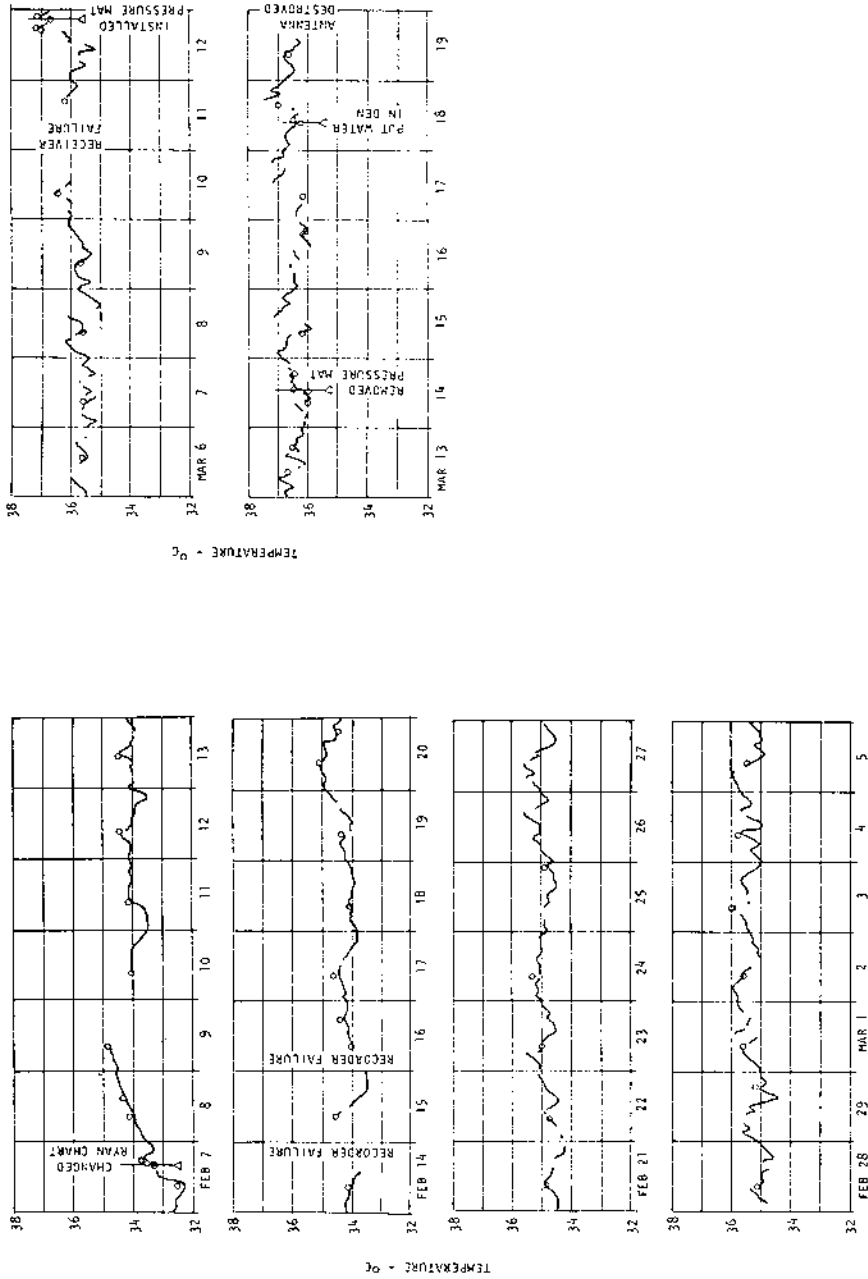 TEMPERATURE - ºC
38
36
34
32
CHANGED
RYAN CHART
FEB 7
8
9
10
11
12
13
38
36
34
32
RECORDER FAILURE
RECORDER FAILURE
FEB 14
15
16
17
18
19
20
38
36
34
32
FEB 21
22
23
24
25
26
27
38
36
34
32
FEB 28
29
MAR 1
2
3
4
5
TEMPERATURE - ºC
38
36
34
32
RECEIVER
FAILURE
INSTALLED
PRESSURE MAT
MAR 6
7
8
9
10
11
12
38
36
34
32
REMOVED
PRESSURE MAT
PUT WATER
IN DEN
ANTENNA
DESTROYED
MAR 13
14
15
16
17
18
19